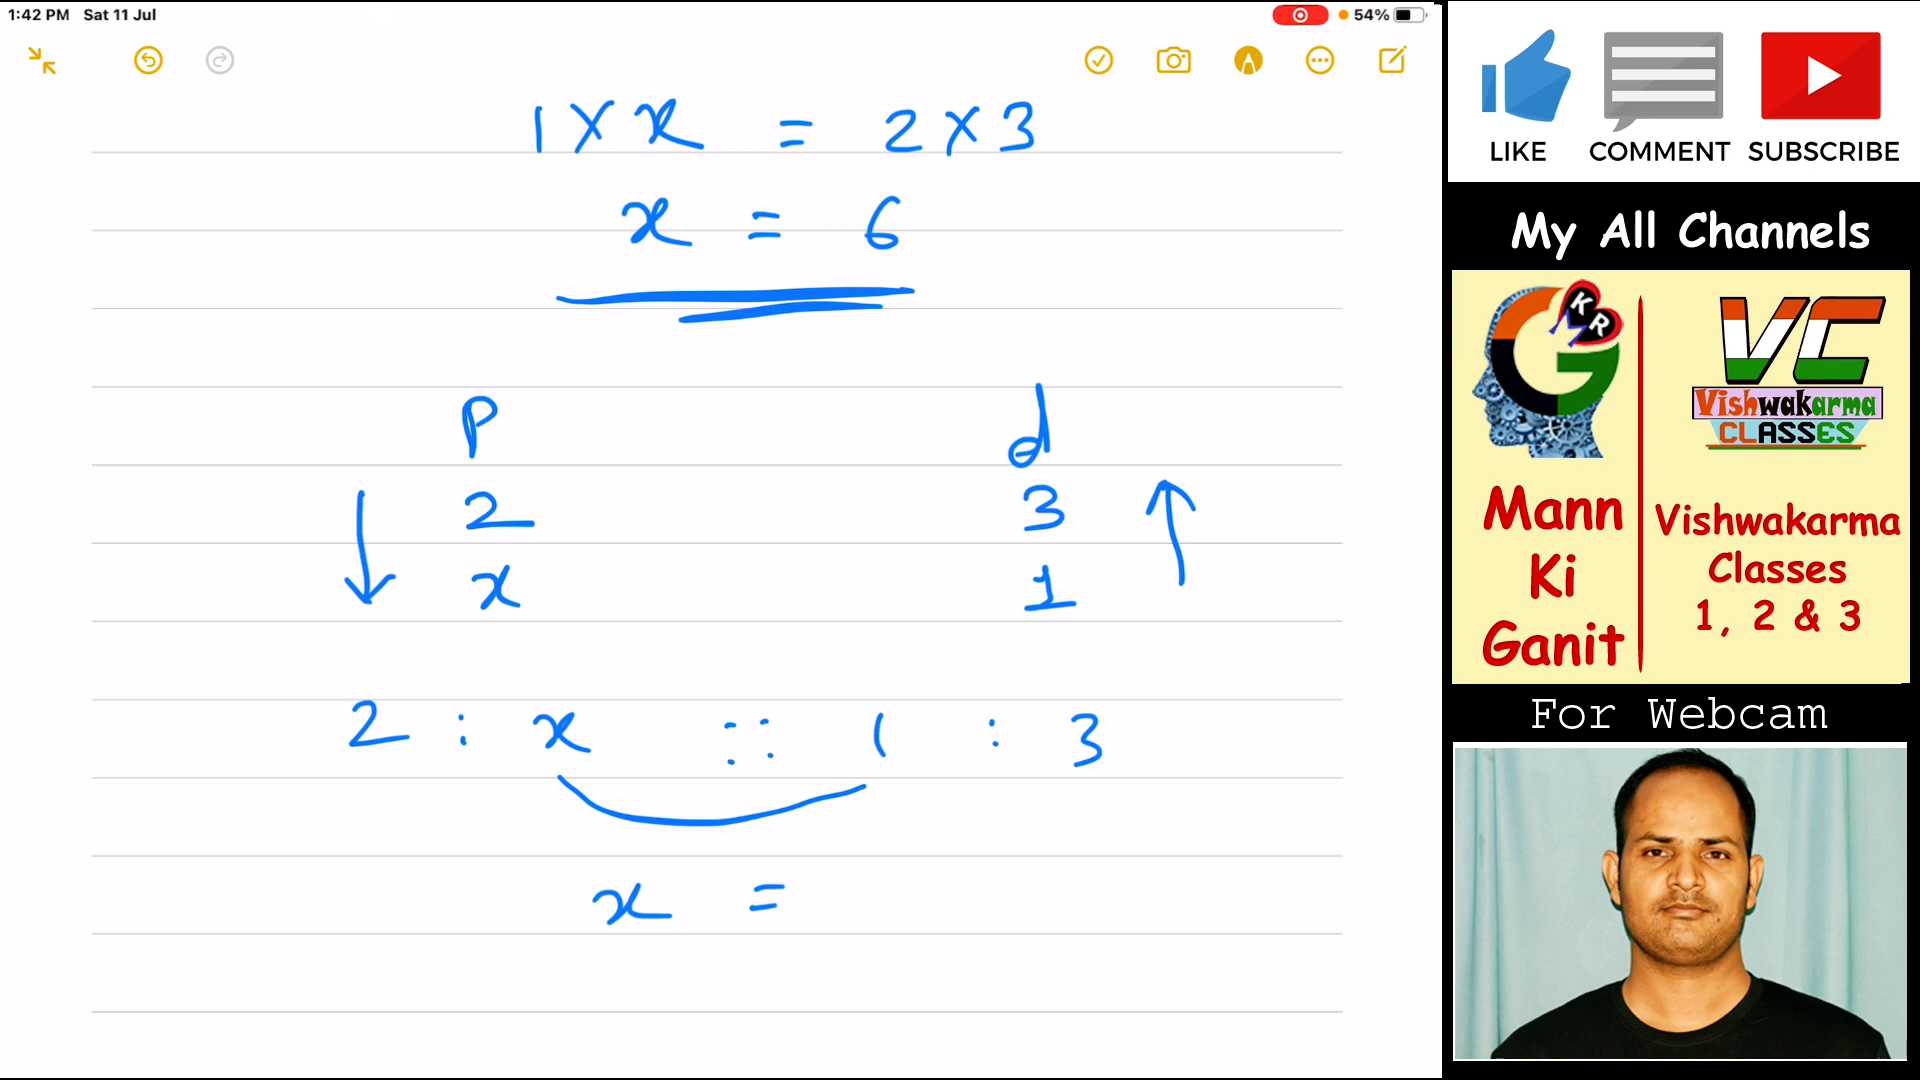 1:42 PM Sat 11 Jul
54%
1 × x = 2 × 3
x = 6
P d
2 3
x 1
2 : x :: 1 : 3
x =
LIKE COMMENT SUBSCRIBE
My All Channels
G K R
VC
Vishwakarma
CLASSES
Mann
Ki
Ganit
Vishwakarma
Classes
1, 2 & 3
For Webcam